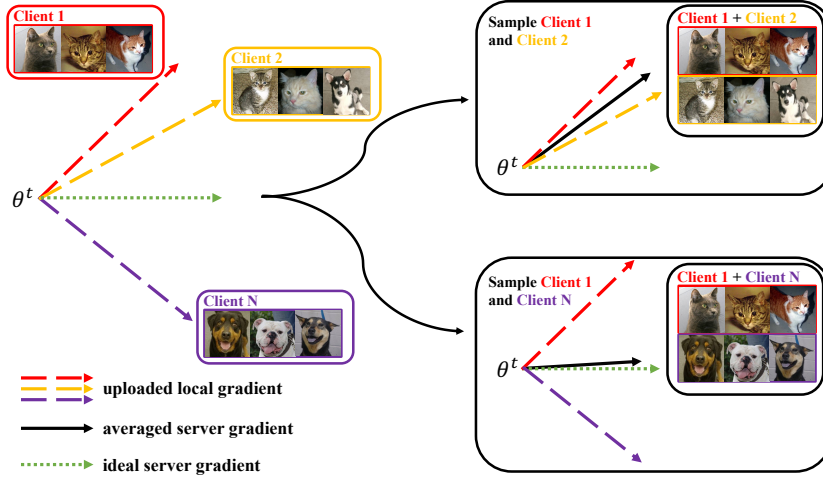 Client 1
Client 2
θ^t
Client N
uploaded local gradient
averaged server gradient
ideal server gradient
Sample Client 1
and Client 2
Client 1 + Client 2
θ^t
Sample Client 1
and Client N
Client 1 + Client N
θ^t